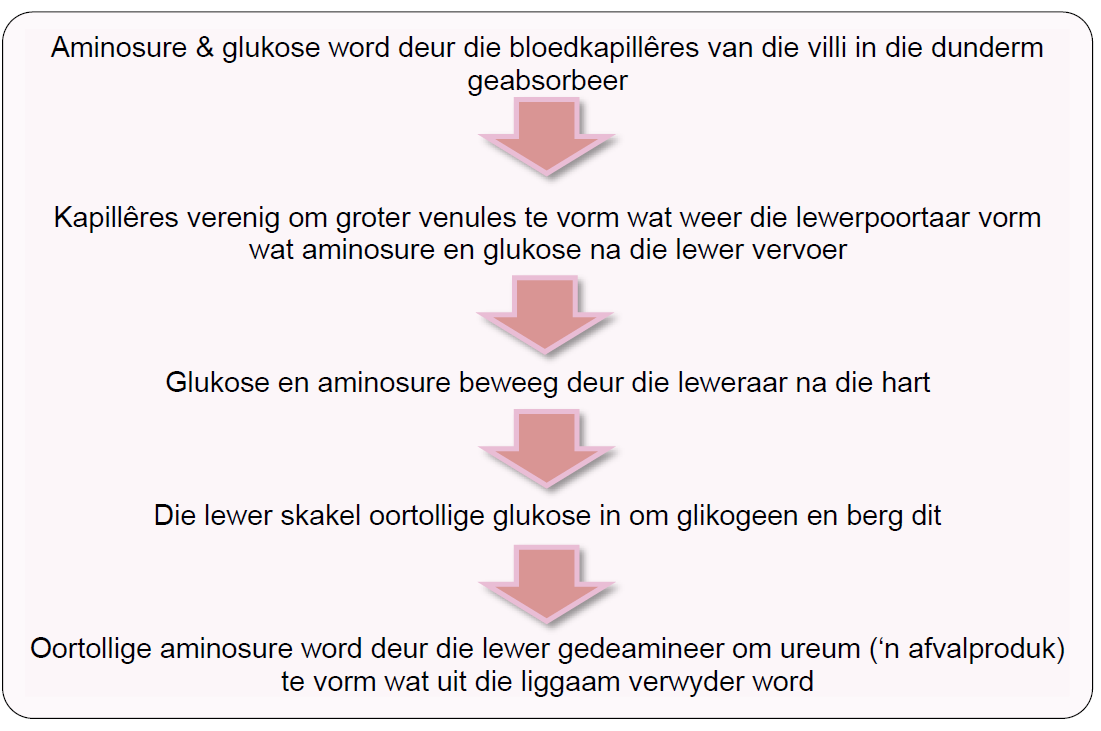 Aminosure & glukose word deur die bloedkapillêres van die villi in die dunderm
geabsorbeer
Kapillêres verenig om groter venules te vorm wat weer die lewerpoortaar vorm
wat aminosure en glukose na die lewer vervoer
Glukose en aminosure beweeg deur die leweraar na die hart
Die lewer skakel oortollige glukose in om glikogeen en berg dit
Oortollige aminosure word deur die lewer gedeamineer om ureum (‘n afvalproduk)
te vorm wat uit die liggaam verwyder word